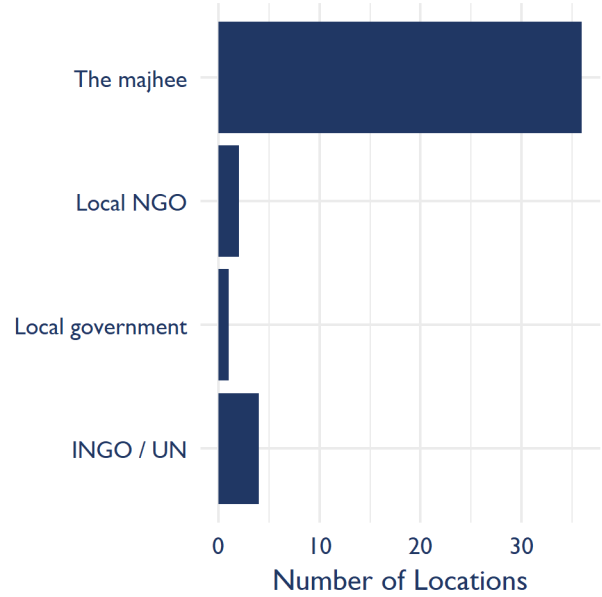 The majhee
Local NGO
Local government
INGO / UN
0 10 20 30
Number of Locations